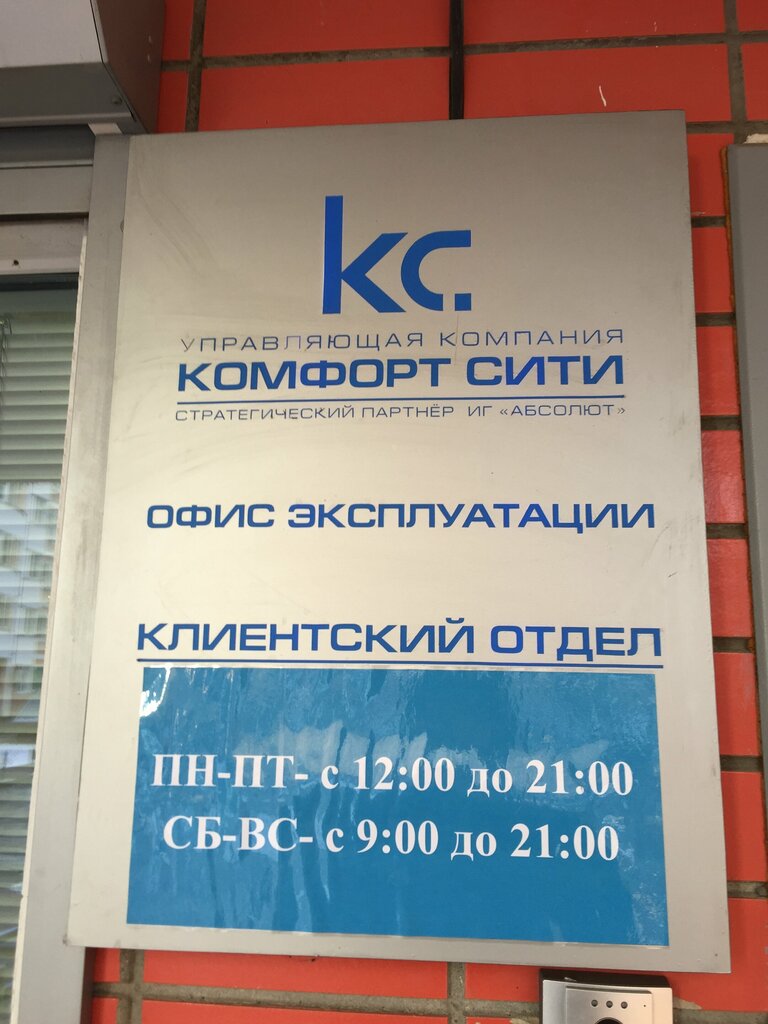 кс.
УПРАВЛЯЮЩАЯ КОМПАНИЯ
КОМФОРТ СИТИ
СТРАТЕГИЧЕСКИЙ ПАРТНЁР ИГ «АБСОЛЮТ»
ОФИС ЭКСПЛУАТАЦИИ
КЛИЕНТСКИЙ ОТДЕЛ
ПН-ПТ- с 12:00 до 21:00
СБ-ВС- с 9:00 до 21:00